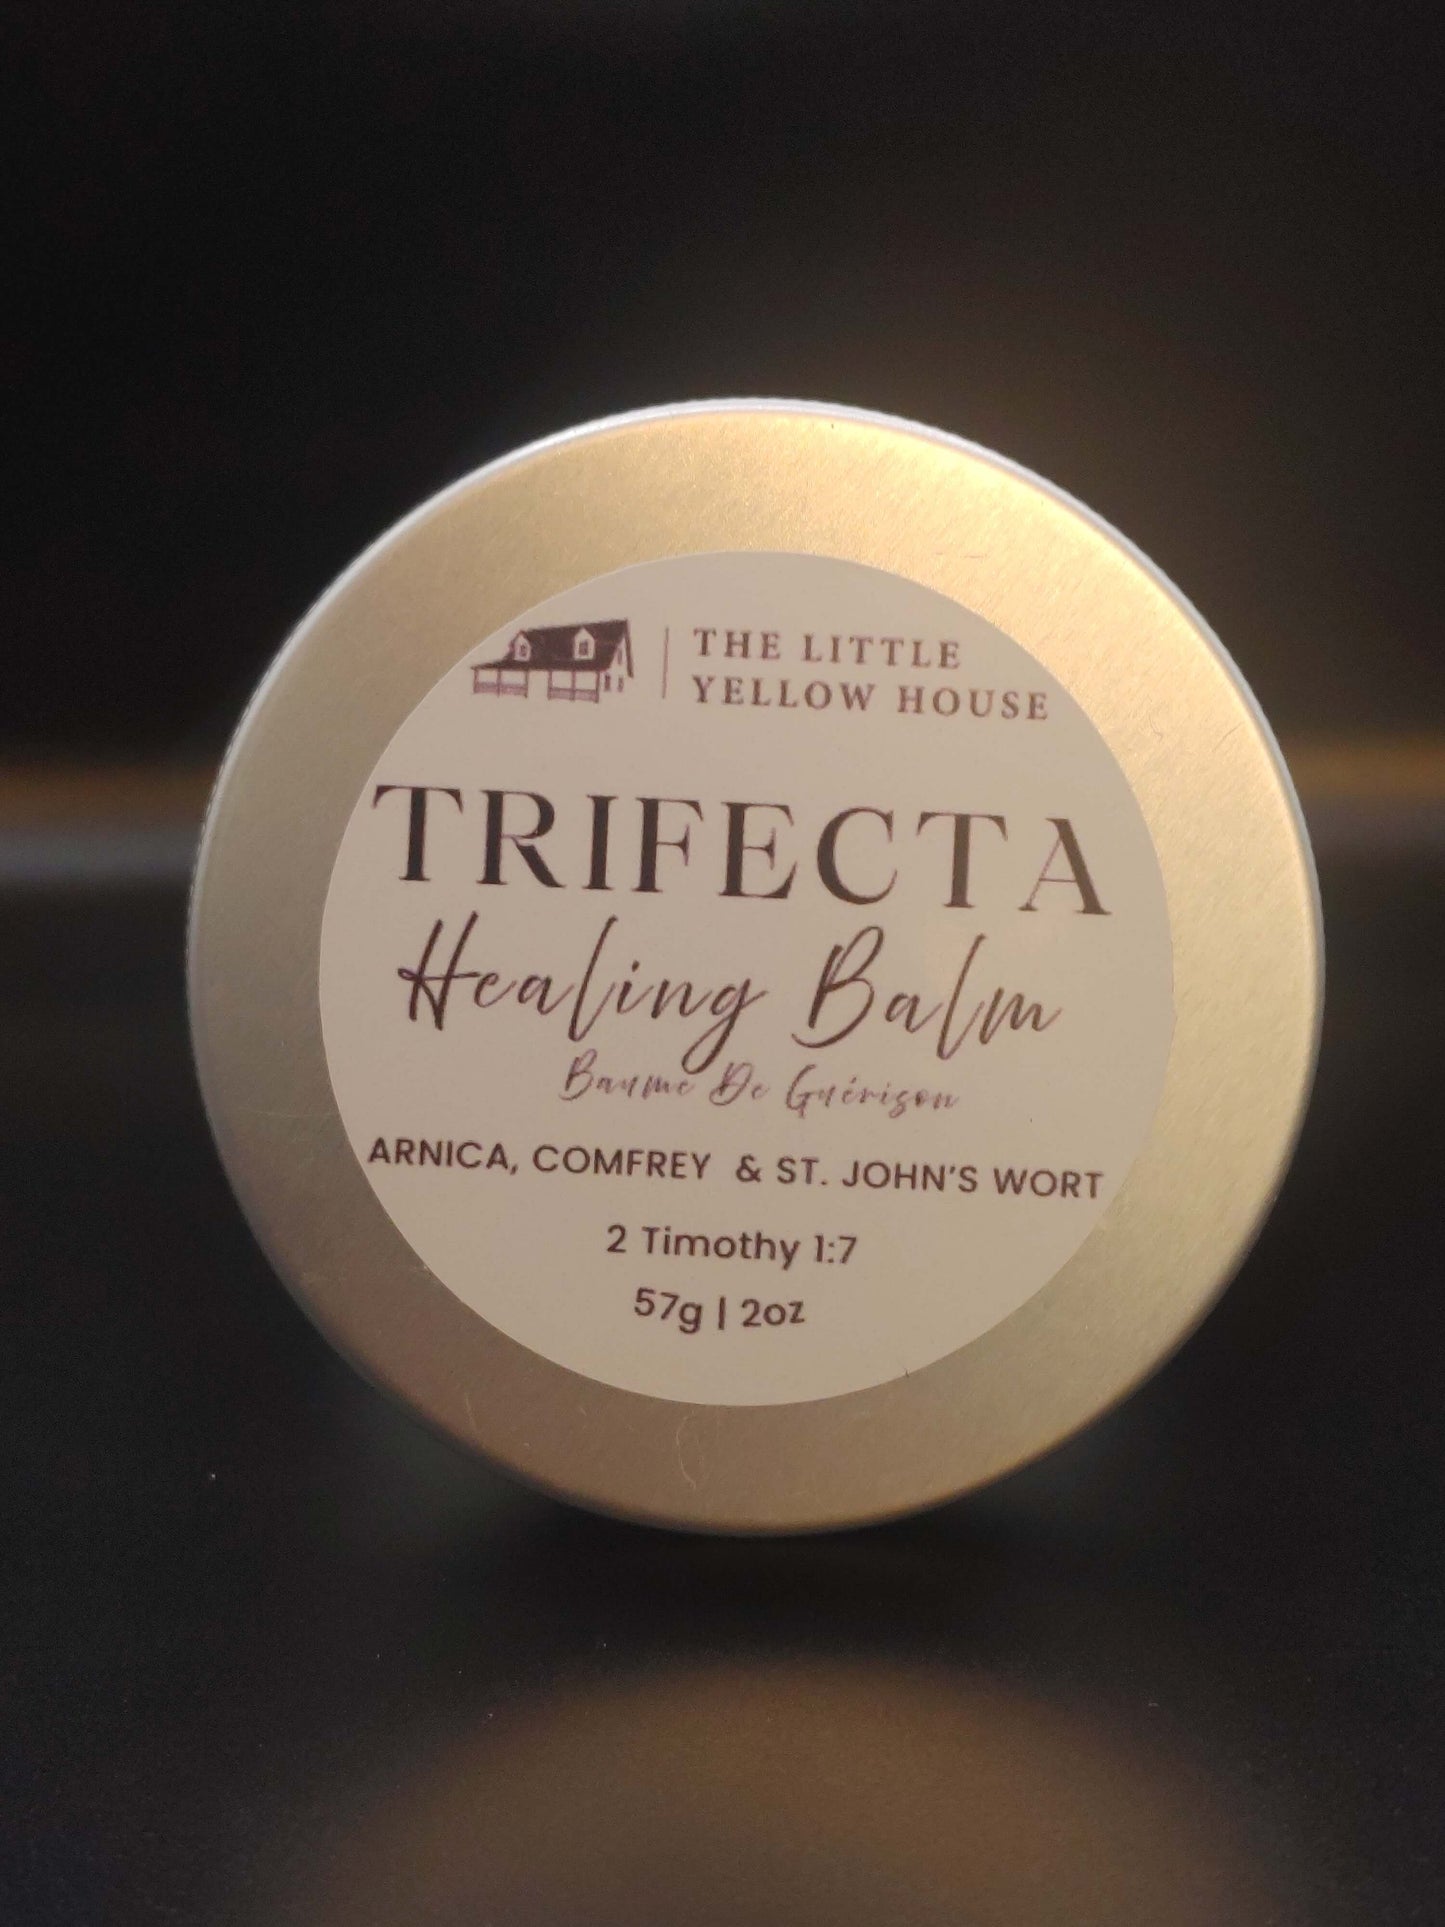 THE LITTLE
YELLOW HOUSE
TRIFECTA
Healing Balm
Baume De Guérison
ARNICA, COMFREY & ST. JOHN'S WORT
2 Timothy 1:7
57g | 2oz